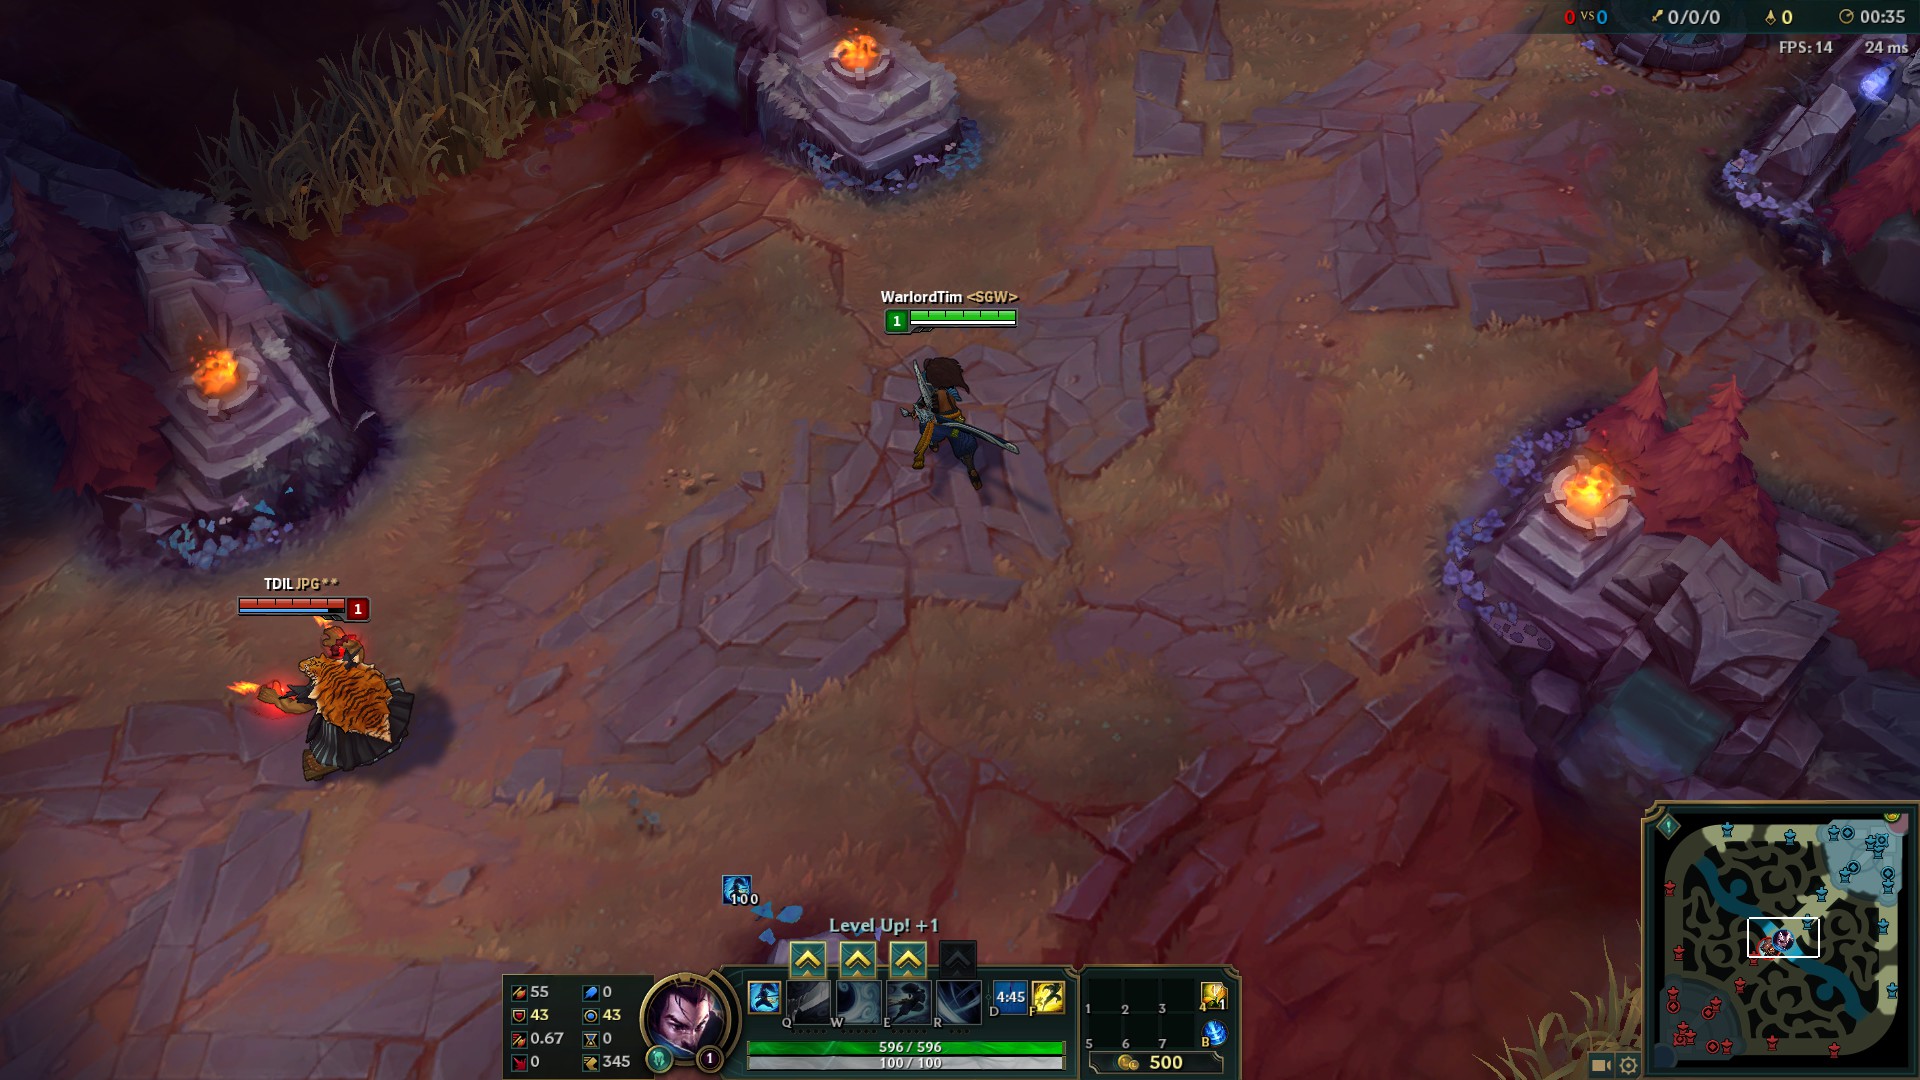 0 VS 0 0/0/0 0 00:35
FPS: 14 24 ms
WarlordTim <SGW>
1
TDIL JPG **
1
100
Level Up! +1
55 0
43 43
0.67 0
0 345
1
Q W E R D 4:45 F
596 / 596
100 / 100
1 2 3 4 1
5 6 7 B
500